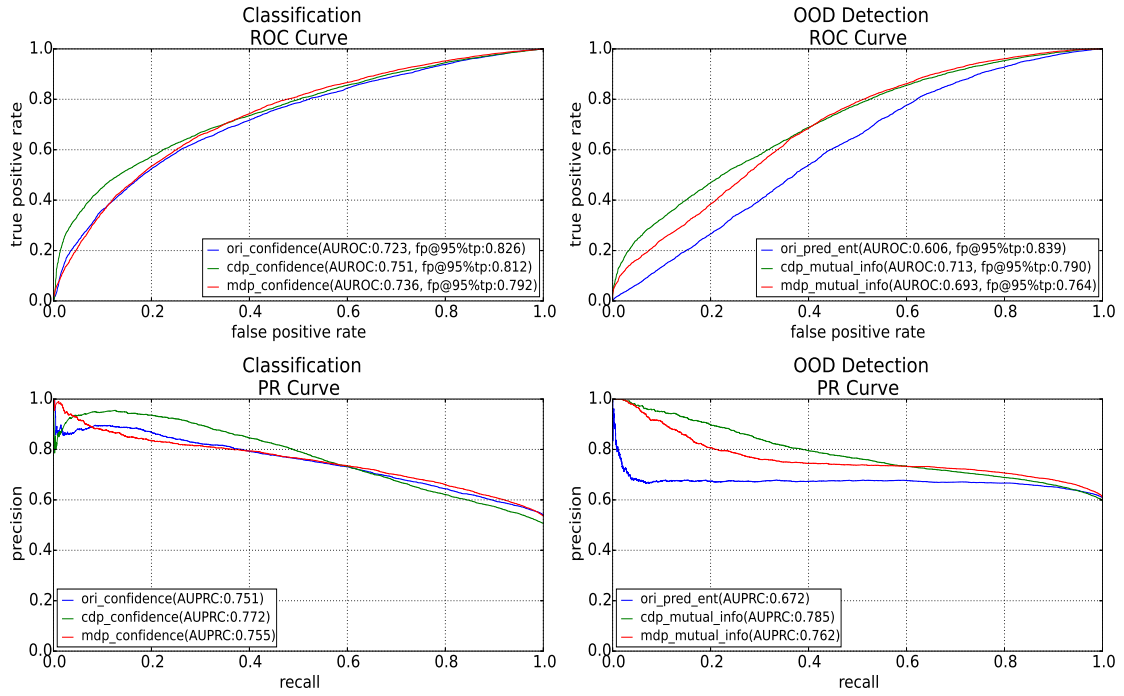 Classification
ROC Curve
1.0
0.8
0.6
0.4
0.2
0.0
true positive rate
ori_confidence(AUROC:0.723, fp@95%tp:0.826)
cdp_confidence(AUROC:0.751, fp@95%tp:0.812)
mdp_confidence(AUROC:0.736, fp@95%tp:0.792)
0.0 0.2 0.4 0.6 0.8 1.0
false positive rate
OOD Detection
ROC Curve
1.0
0.8
0.6
0.4
0.2
0.0
true positive rate
ori_pred_ent(AUROC:0.606, fp@95%tp:0.839)
cdp_mutual_info(AUROC:0.713, fp@95%tp:0.790)
mdp_mutual_info(AUROC:0.693, fp@95%tp:0.764)
0.0 0.2 0.4 0.6 0.8 1.0
false positive rate
Classification
PR Curve
1.0
0.8
0.6
0.4
0.2
0.0
precision
ori_confidence(AUPRC:0.751)
cdp_confidence(AUPRC:0.772)
mdp_confidence(AUPRC:0.755)
0.0 0.2 0.4 0.6 0.8 1.0
recall
OOD Detection
PR Curve
1.0
0.8
0.6
0.4
0.2
0.0
precision
ori_pred_ent(AUPRC:0.672)
cdp_mutual_info(AUPRC:0.785)
mdp_mutual_info(AUPRC:0.762)
0.0 0.2 0.4 0.6 0.8 1.0
recall